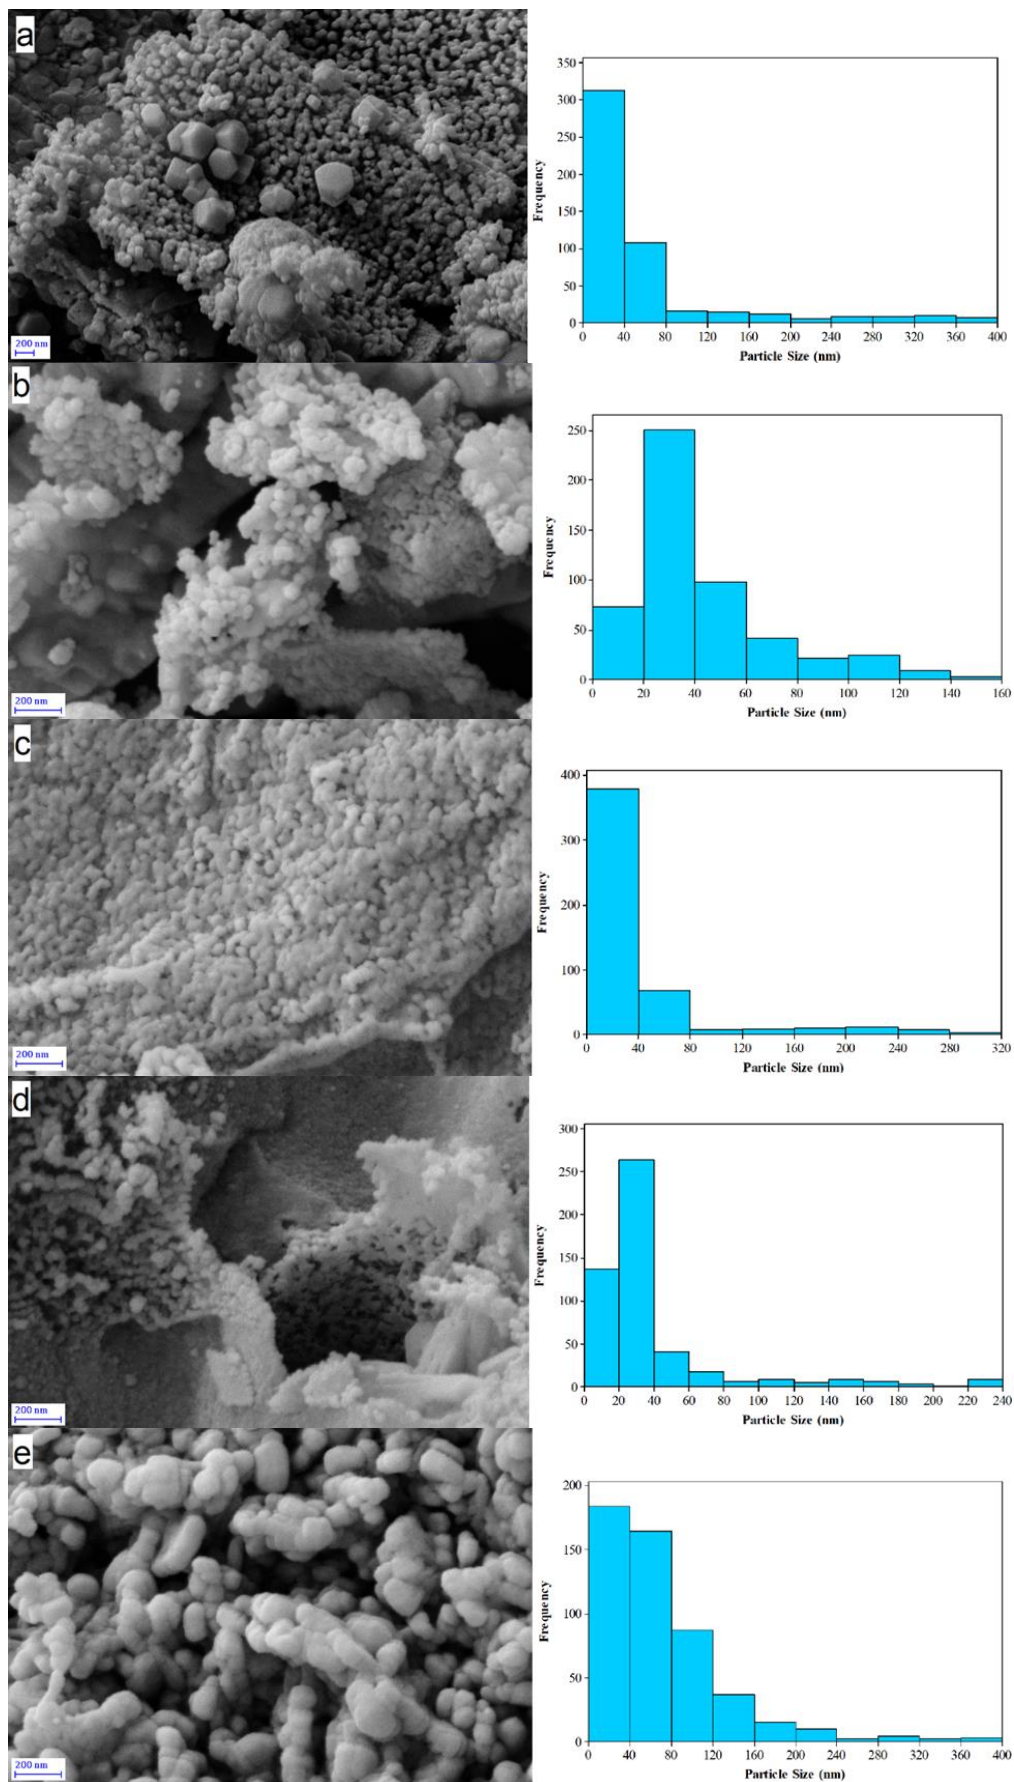 a
200 nm
350
300
250
200
150
100
50
0
Frequency
0 40 80 120 160 200 240 280 320 360 400
Particle Size (nm)
b
200 nm
250
200
150
100
50
0
Frequency
0 20 40 60 80 100 120 140 160
Particle Size (nm)
c
200 nm
400
300
200
100
0
Frequency
0 40 80 120 160 200 240 280 320
Particle Size (nm)
d
200 nm
300
250
200
150
100
50
0
Frequency
0 20 40 60 80 100 120 140 160 180 200 220 240
Particle Size (nm)
e
200 nm
200
150
100
50
0
Frequency
0 40 80 120 160 200 240 280 320 360 400
Particle Size (nm)